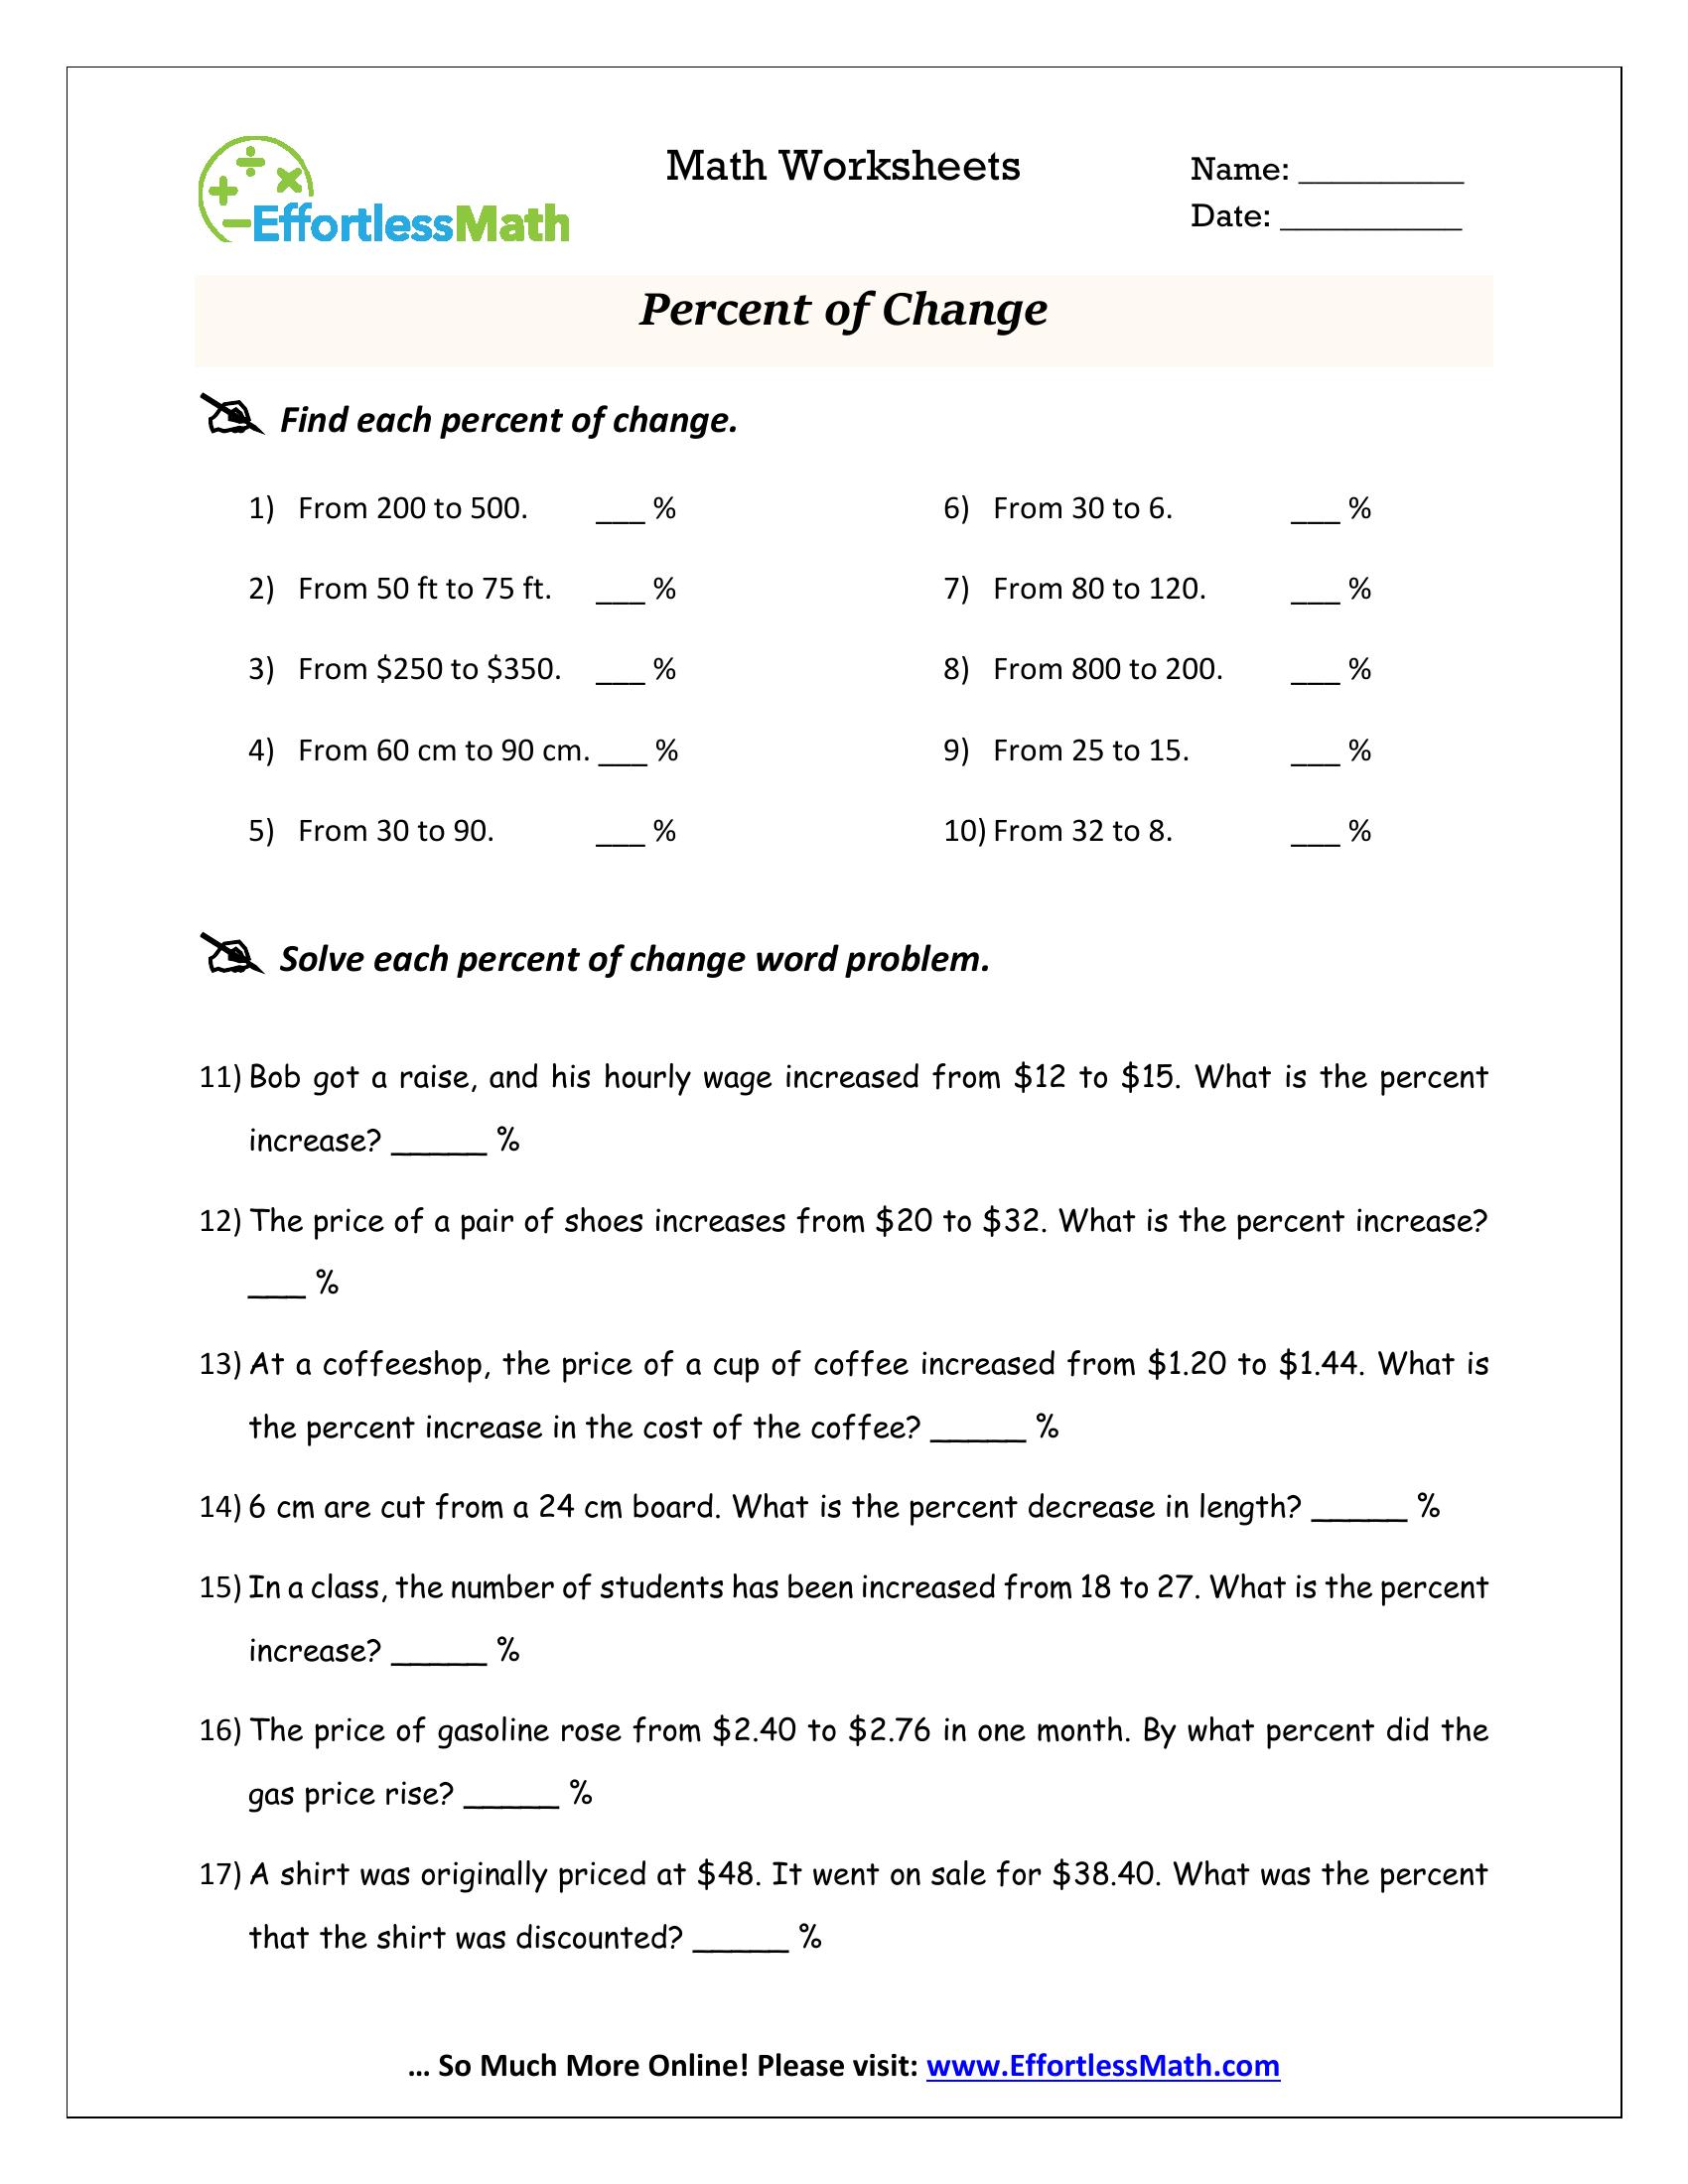 Math Worksheets
Name: __________
Date: ___________
EffortlessMath
Percent of Change
Find each percent of change.
1) From 200 to 500. ___ %
2) From 50 ft to 75 ft. ___ %
3) From $250 to $350. ___ %
4) From 60 cm to 90 cm. ___ %
5) From 30 to 90. ___ %
6) From 30 to 6. ___ %
7) From 80 to 120. ___ %
8) From 800 to 200. ___ %
9) From 25 to 15. ___ %
10) From 32 to 8. ___ %
Solve each percent of change word problem.
11) Bob got a raise, and his hourly wage increased from $12 to $15. What is the percent
increase? _____ %
12) The price of a pair of shoes increases from $20 to $32. What is the percent increase?
___ %
13) At a coffeeshop, the price of a cup of coffee increased from $1.20 to $1.44. What is
the percent increase in the cost of the coffee? _____ %
14) 6 cm are cut from a 24 cm board. What is the percent decrease in length? _____ %
15) In a class, the number of students has been increased from 18 to 27. What is the percent
increase? _____ %
16) The price of gasoline rose from $2.40 to $2.76 in one month. By what percent did the
gas price rise? _____ %
17) A shirt was originally priced at $48. It went on sale for $38.40. What was the percent
that the shirt was discounted? _____ %
… So Much More Online! Please visit: www.EffortlessMath.com